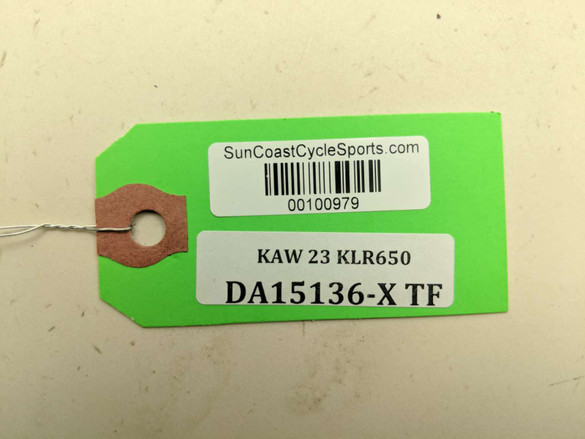 SunCoastCycleSports.com
00100979
KAW 23 KLR650
DA15136-X TF